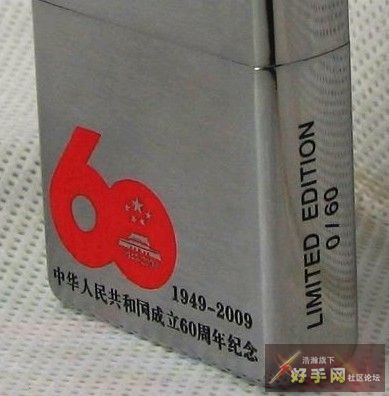 60
1949-2009
中华人民共和国成立60周年纪念
LIMITED EDITION
0/60
浩瀚旗下
好手网社区论坛